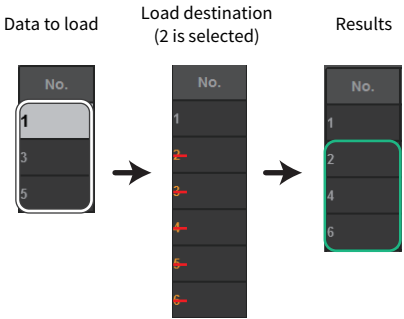 Data to load
Load destination
(2 is selected)
Results
No.
1
3
5
No.
1
2
3
4
5
6
No.
1
2
4
6